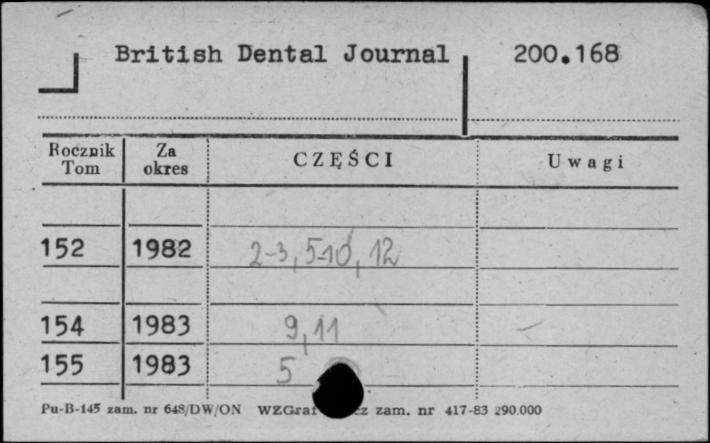 British Dental Journal 200.168
Rocznik Tom Za okres CZĘŚCI Uwagi
152 1982 2-3, 5-10, 12
154 1983 9,11
155 1983 5
Pu-B-145 zam. nr 648/DW/ON WZGraf zam. nr 417-83 290.000